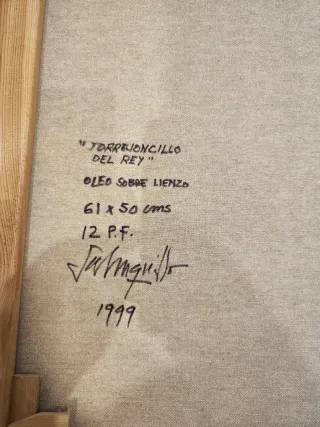 "TORREJONCILLO
DEL REY"
OLEO SOBRE LIENZO
61 x 50 cms
12 P.F.
1999